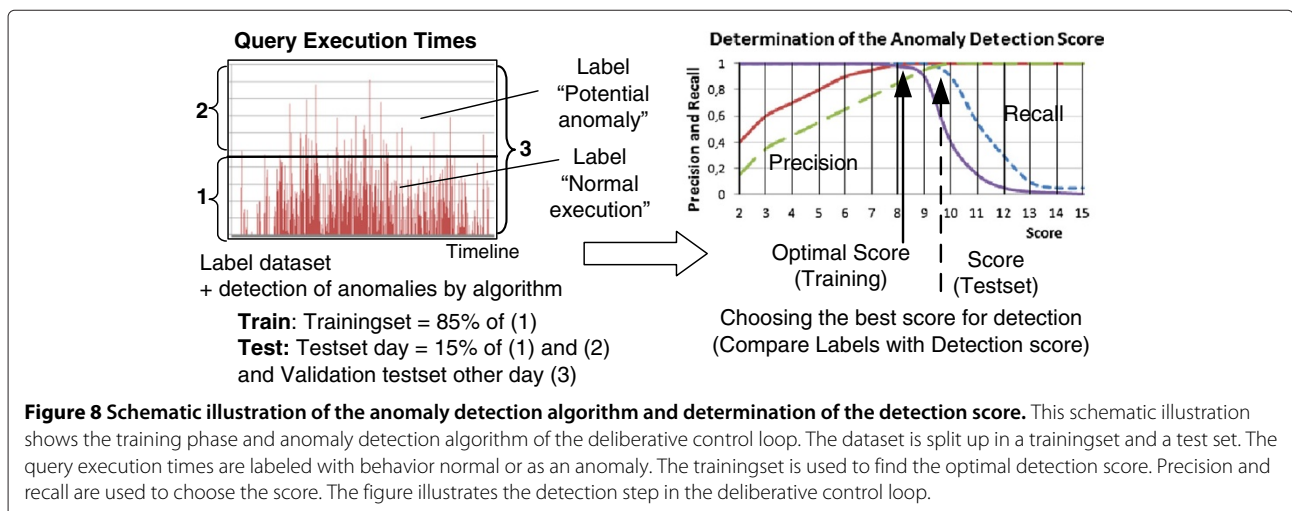 Query Execution Times
2
1
3
Label
"Potential
anomaly"
Label
"Normal
execution"
Timeline
Label dataset
+ detection of anomalies by algorithm
Train: Trainingset = 85% of (1)
Test: Testset day = 15% of (1) and (2)
and Validation testset other day (3)
Determination of the Anomaly Detection Score
Precision and Recall
1
0,8
0,6
0,4
0,2
0
Precision
Recall
2 3 4 5 6 7 8 9 10 11 12 13 14 15
Score
Optimal Score
(Training)
Score
(Testset)
Choosing the best score for detection
(Compare Labels with Detection score)
Figure 8 Schematic illustration of the anomaly detection algorithm and determination of the detection score. This schematic illustration
shows the training phase and anomaly detection algorithm of the deliberative control loop. The dataset is split up in a trainingset and a test set. The
query execution times are labeled with behavior normal or as an anomaly. The trainingset is used to find the optimal detection score. Precision and
recall are used to choose the score. The figure illustrates the detection step in the deliberative control loop.